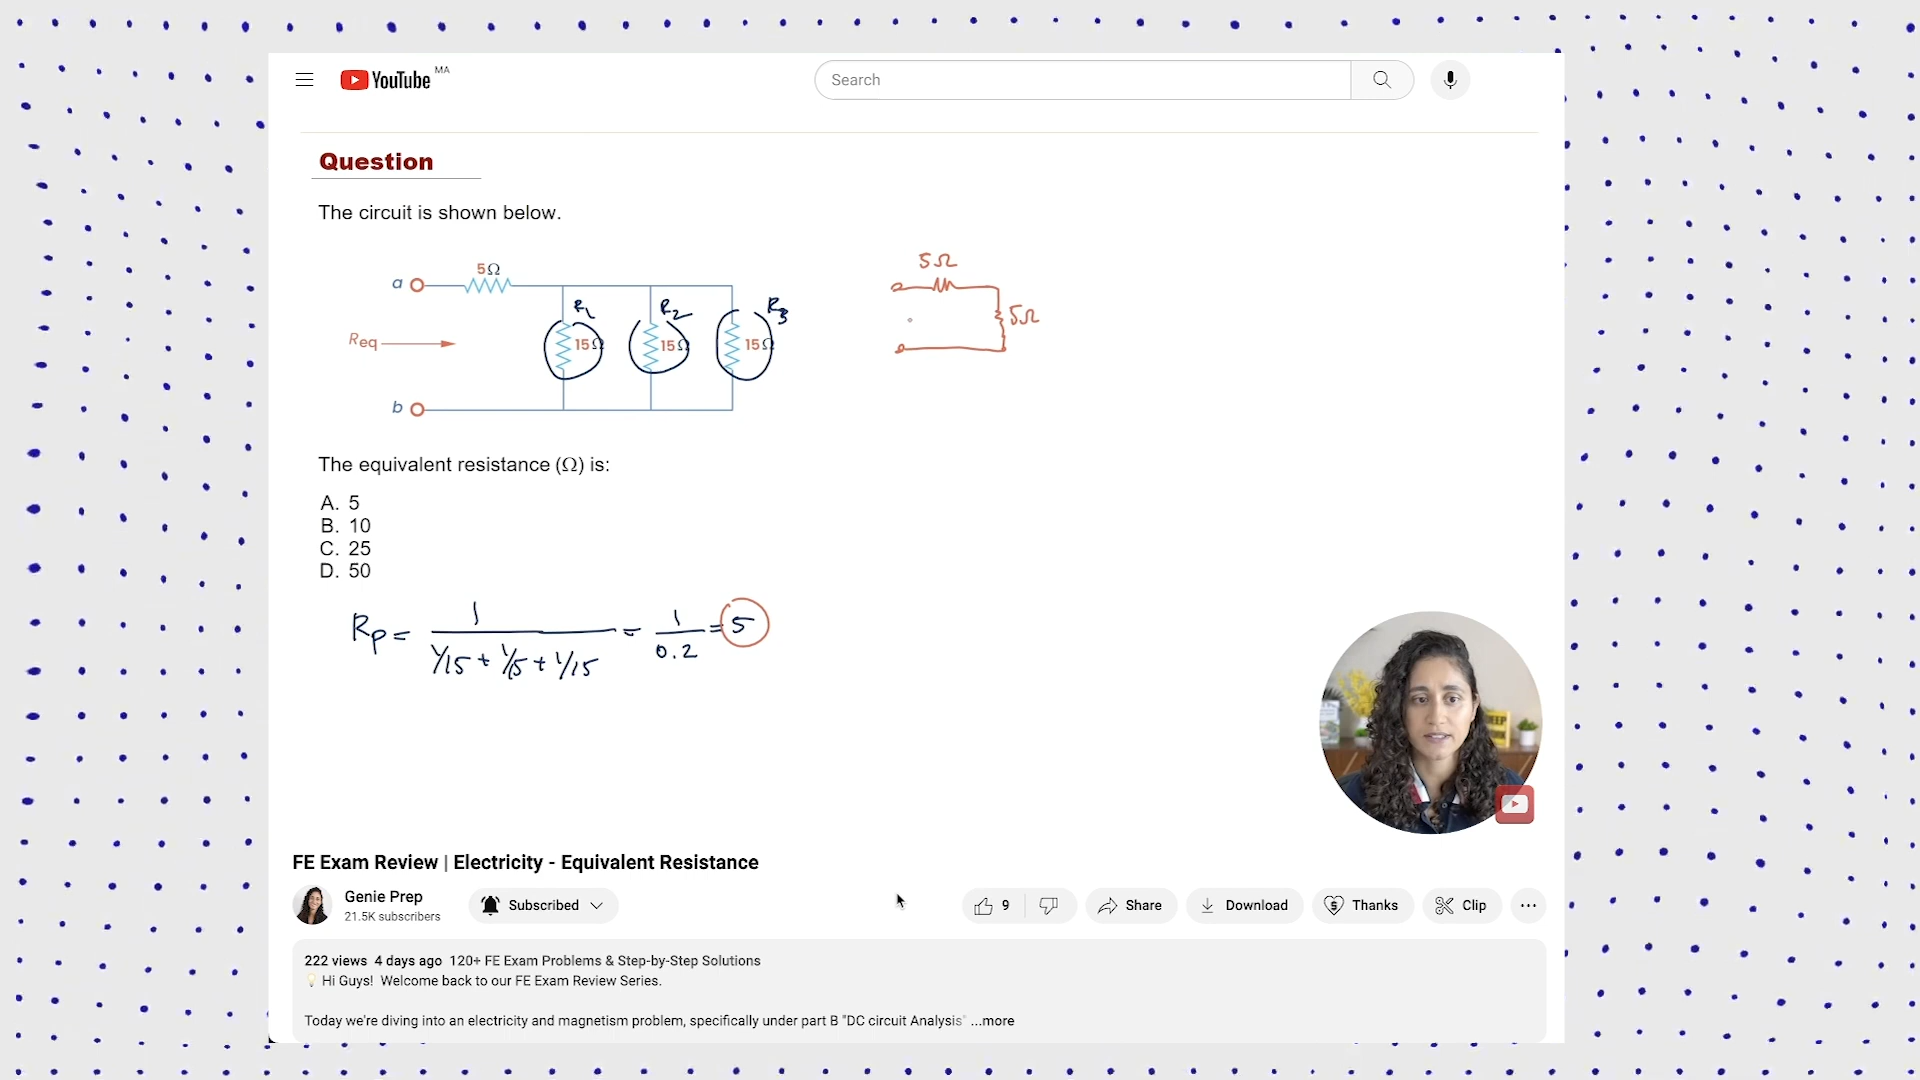 YouTube MA
Search
Question
The circuit is shown below.
5Ω
5Ω
a
R1 R2 R3
5Ω
Req
15Ω 15Ω 15Ω
b
The equivalent resistance (Ω) is:
A. 5
B. 10
C. 25
D. 50
Rp = 1 / (1/15 + 1/15 + 1/15) = 1 / 0.2 = 5
FE Exam Review | Electricity - Equivalent Resistance
Genie Prep
21.5K subscribers
Subscribed
9
Share
Download
Thanks
Clip
222 views 4 days ago 120+ FE Exam Problems & Step-by-Step Solutions
Hi Guys! Welcome back to our FE Exam Review Series.
Today we're diving into an electricity and magnetism problem, specifically under part B "DC circuit Analysis" ...more